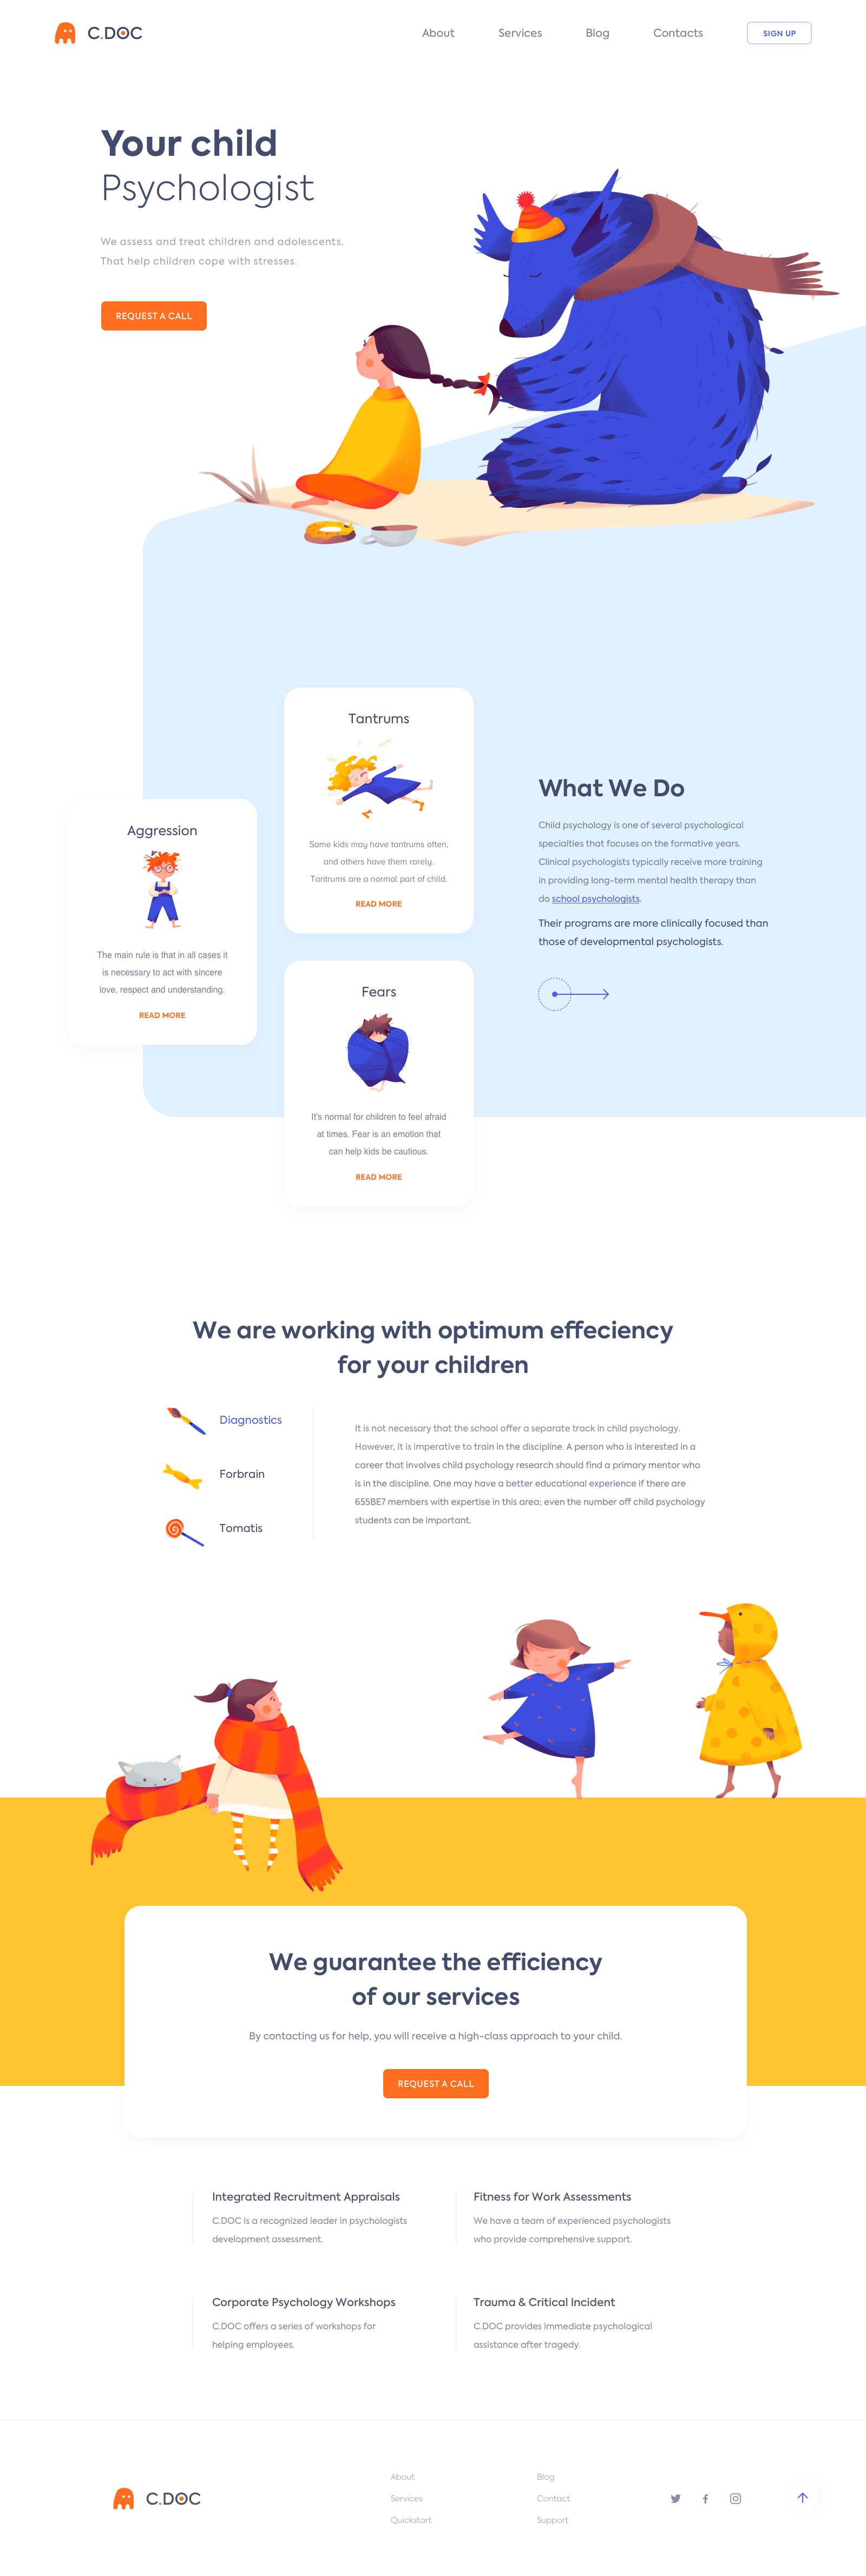 C.DOC
About
Services
Blog
Contacts
SIGN UP
Your child
Psychologist
We assess and treat children and adolescents.
That help children cope with stresses.
REQUEST A CALL
Tantrums
Some kids may have tantrums often,
and others have them rarely.
Tantrums are a normal part of child.
READ MORE
Aggression
The main rule is that in all cases it
is necessary to act with sincere
love, respect and understanding.
READ MORE
Fears
It's normal for children to feel afraid
at times. Fear is an emotion that
can help kids be cautious.
READ MORE
What We Do
Child psychology is one of several psychological
specialties that focuses on the formative years.
Clinical psychologists typically receive more training
in providing long-term mental health therapy than
do school psychologists.
Their programs are more clinically focused than
those of developmental psychologists.
We are working with optimum effeciency
for your children
Diagnostics
Forbrain
Tomatis
It is not necessary that the school offer a separate track in child psychology.
However, it is imperative to train in the discipline. A person who is interested in a
career that involves child psychology research should find a primary mentor who
is in the discipline. One may have a better educational experience if there are
655BE7 members with expertise in this area; even the number off child psychology
students can be important.
We guarantee the efficiency
of our services
By contacting us for help, you will receive a high-class approach to your child.
REQUEST A CALL
Integrated Recruitment Appraisals
C.DOC is a recognized leader in psychologists
development assessment.
Fitness for Work Assessments
We have a team of experienced psychologists
who provide comprehensive support.
Corporate Psychology Workshops
C.DOC offers a series of workshops for
helping employees.
Trauma & Critical Incident
C.DOC provides immediate psychological
assistance after tragedy.
C.DOC
About
Services
Quickstart
Blog
Contact
Support